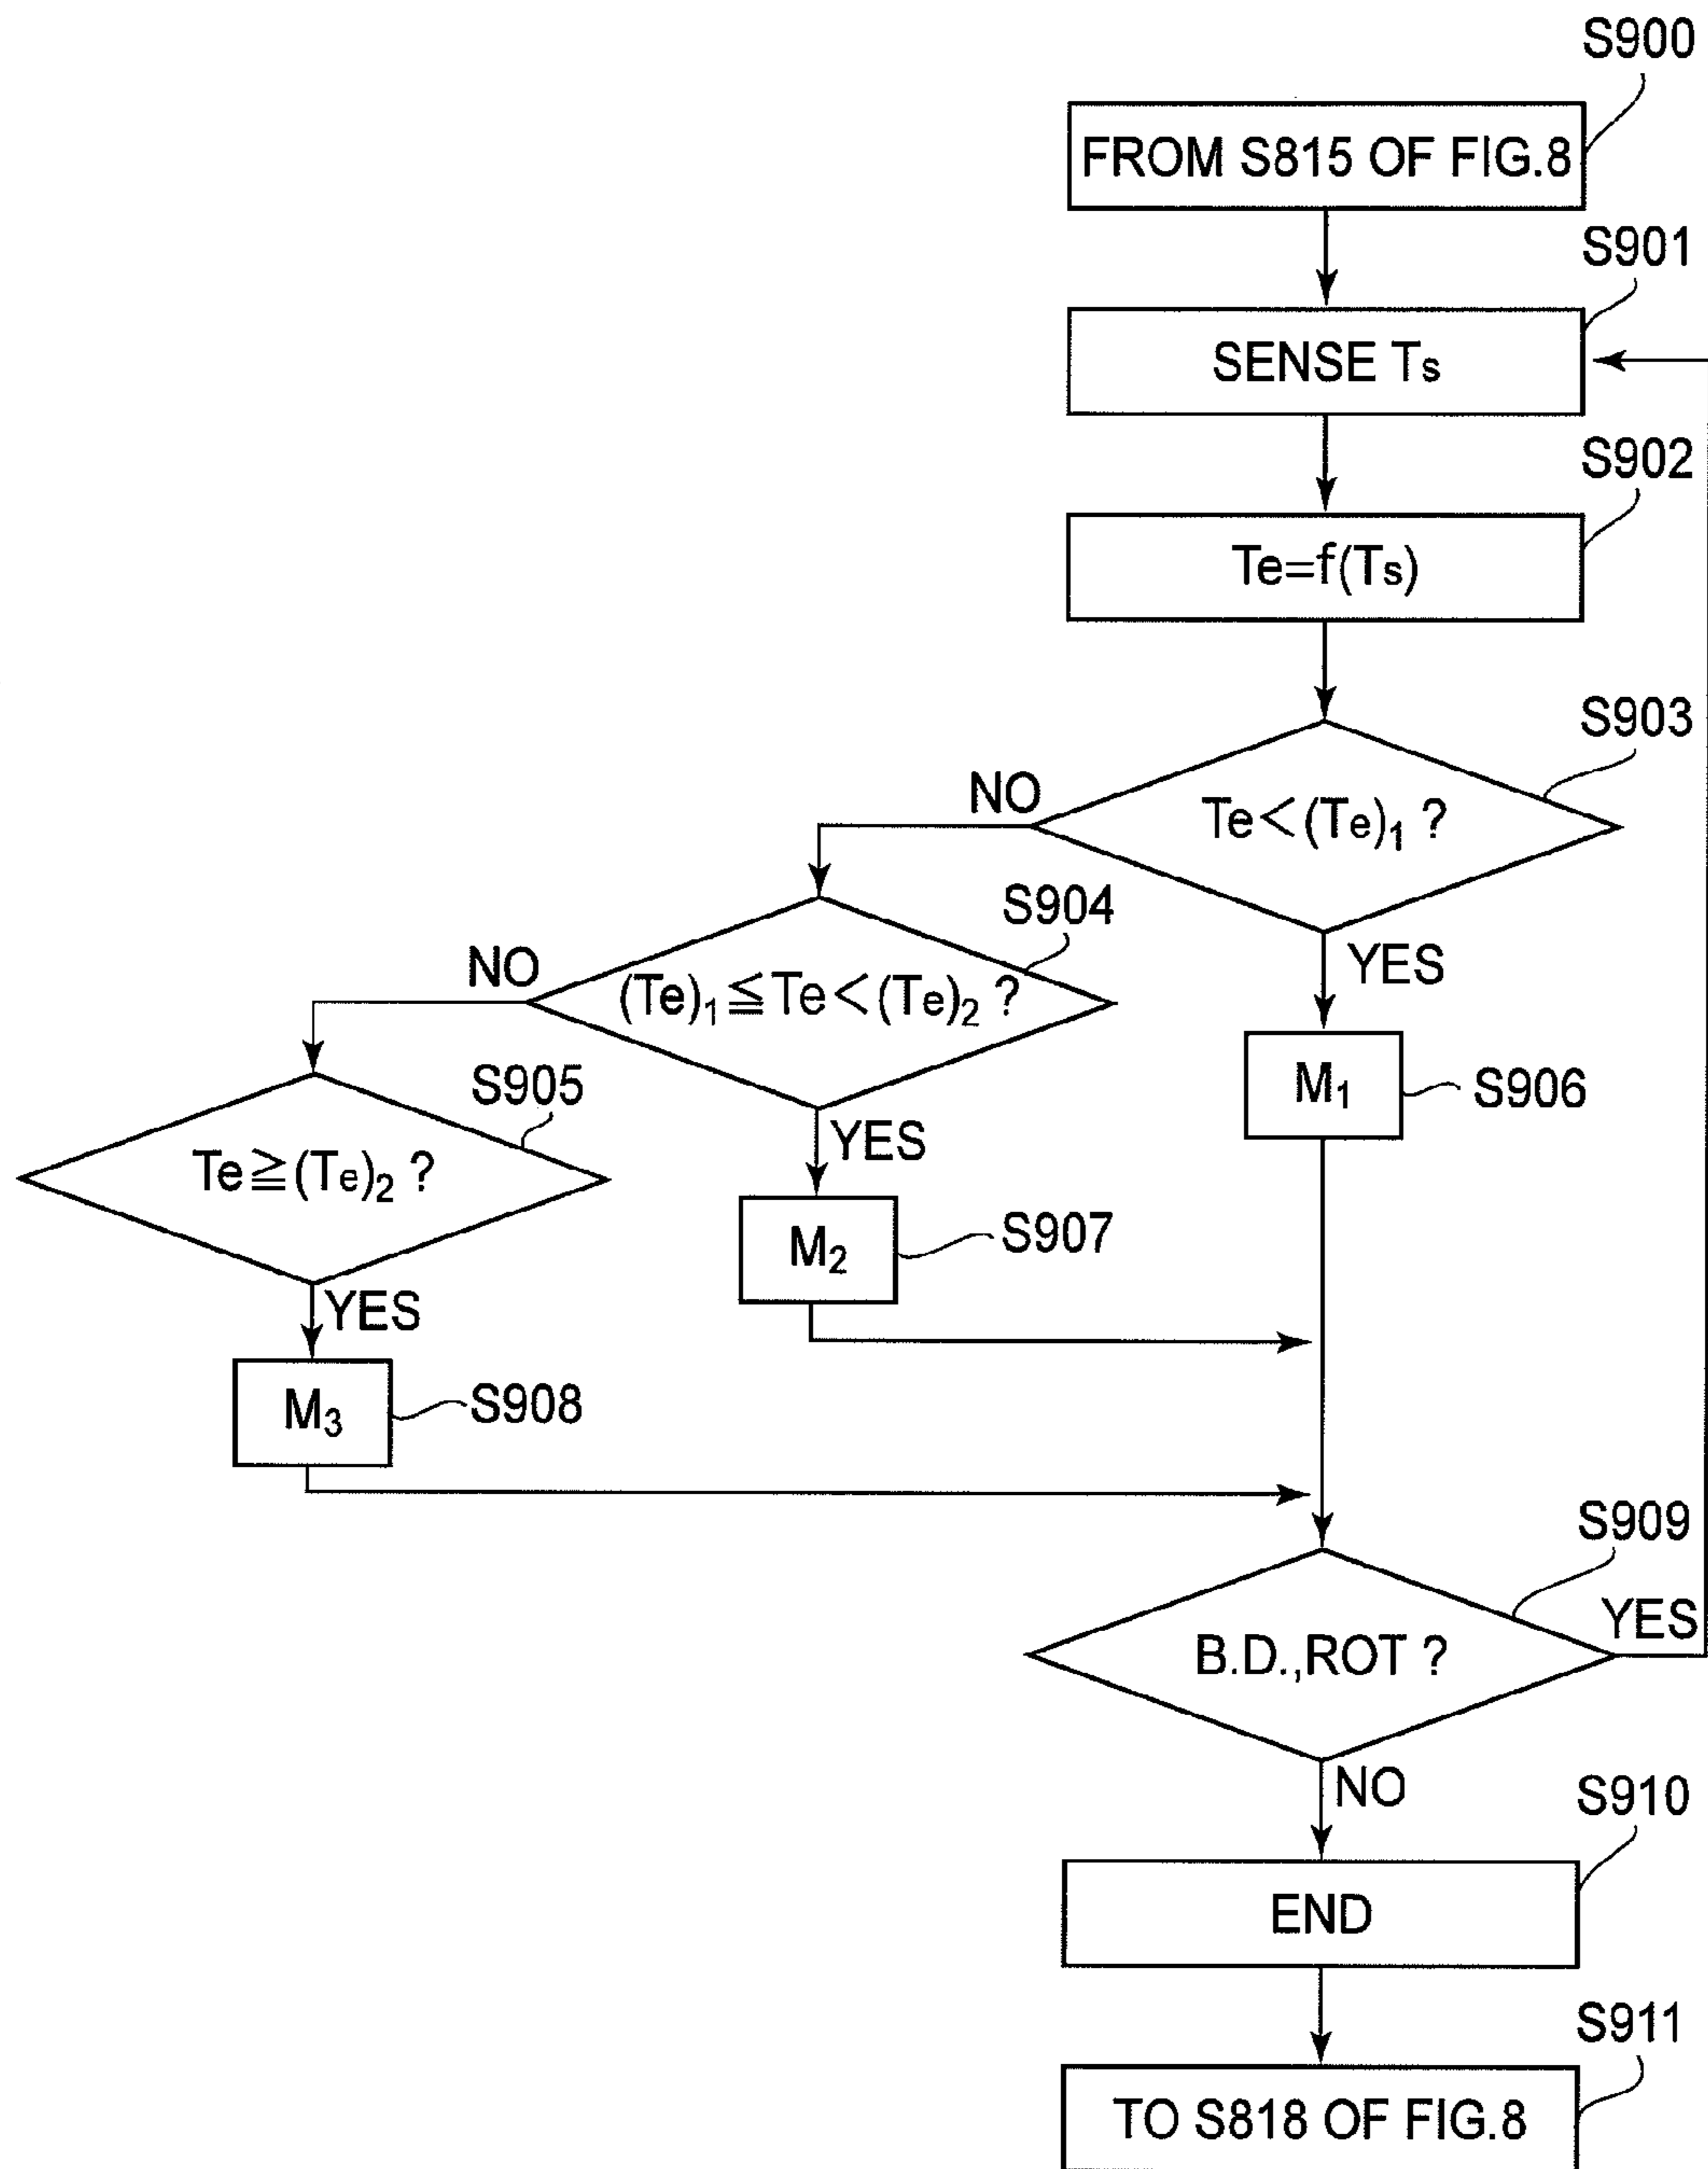 S900
FROM S815 OF FIG.8
S901
SENSE Ts
S902
Te=f(Ts)
S903
Te<(Te)₁ ?
NO
YES
S904
(Te)₁≦Te<(Te)₂ ?
NO
YES
S905
Te≧(Te)₂ ?
YES
M₁
S906
M₂
S907
M₃
S908
S909
B.D.,ROT ?
YES
NO
S910
END
S911
TO S818 OF FIG.8